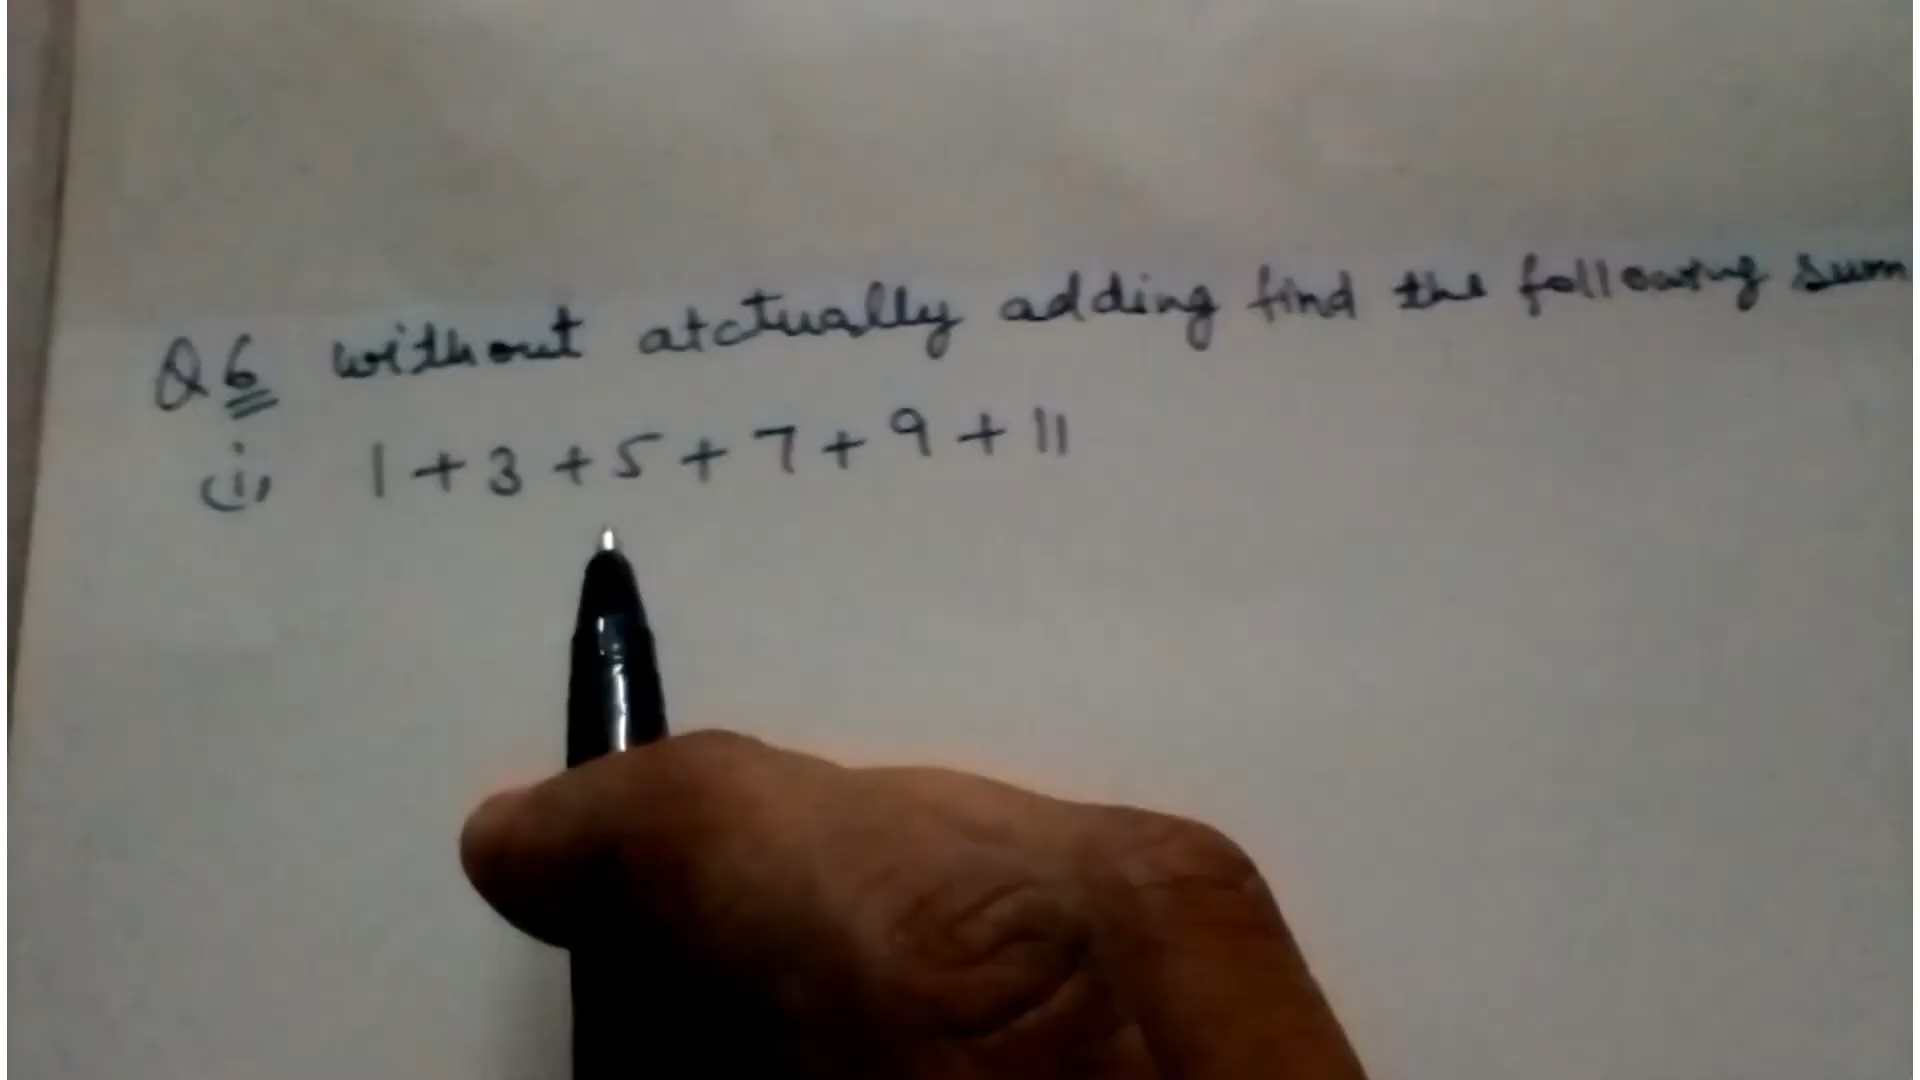 Q6 without atctually adding find the following sum
(i) 1 + 3 + 5 + 7 + 9 + 11